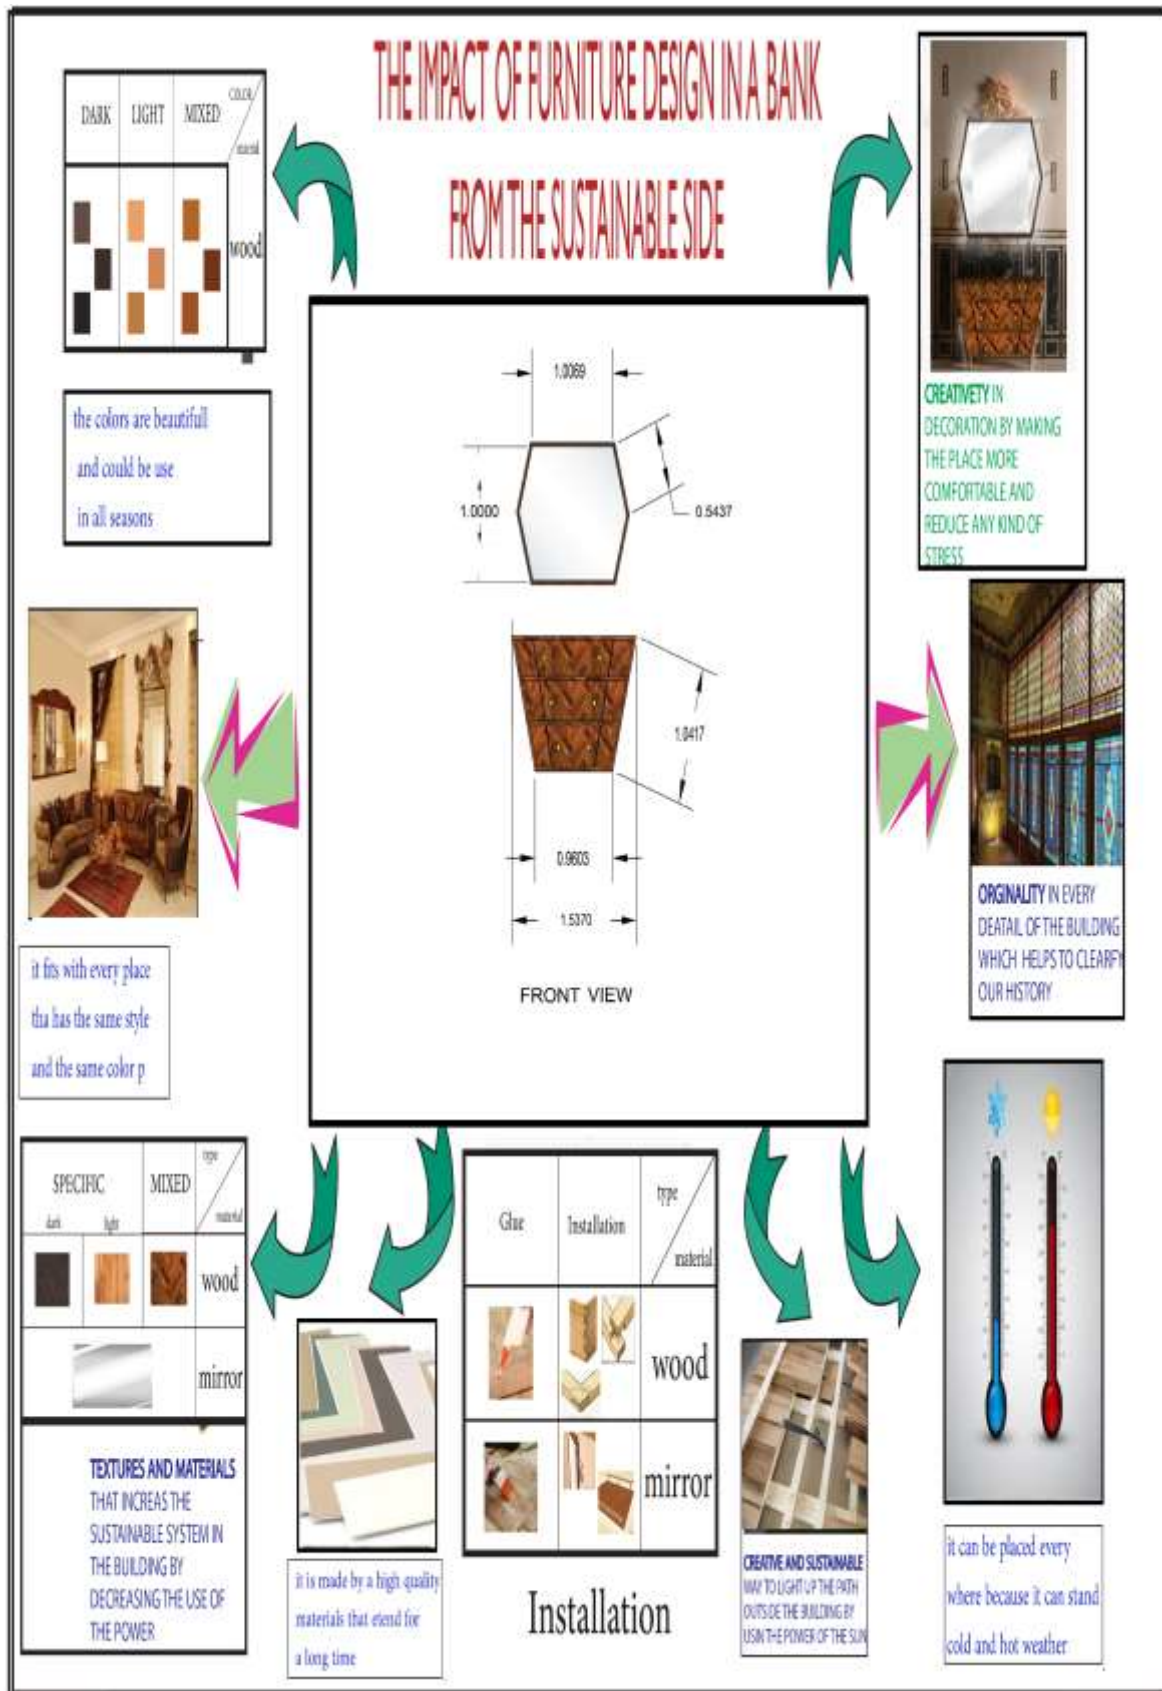 THE IMPACT OF FURNITURE DESIGN IN A BANK
FROM THE SUSTAINABLE SIDE
DARK LIGHT MIXED COLOR
material
wood
the colors are beautifull
and could be use
in all seasons
CREATIVETY IN
DECORATION BY MAKING
THE PLACE MORE
COMFORTABLE AND
REDUCE ANY KIND OF
STRESS
1.0069
1.0000
0.5437
1.0417
0.9603
1.5370
FRONT VIEW
it fits with every place
tha has the same style
and the same color p
ORGINALITY IN EVERY
DEATAIL OF THE BUILDING
WHICH HELPS TO CLEARFY
OUR HISTORY
SPECIFIC MIXED type
dark light material
wood
mirror
TEXTURES AND MATERIALS
THAT INCREAS THE
SUSTAINABLE SYSTEM IN
THE BUILDING BY
DECREASING THE USE OF
THE POWER
it is made by a high quality
materials that etend for
a long time
Glue Installation type
material
wood
mirror
Installation
CREATIVE AND SUSTAINABLE
WAY TO LIGHT UP THE PATH
OUTSIDE THE BUILDING BY
USIN THE POWER OF THE SUN
it can be placed every
where because it can stand
cold and hot weather